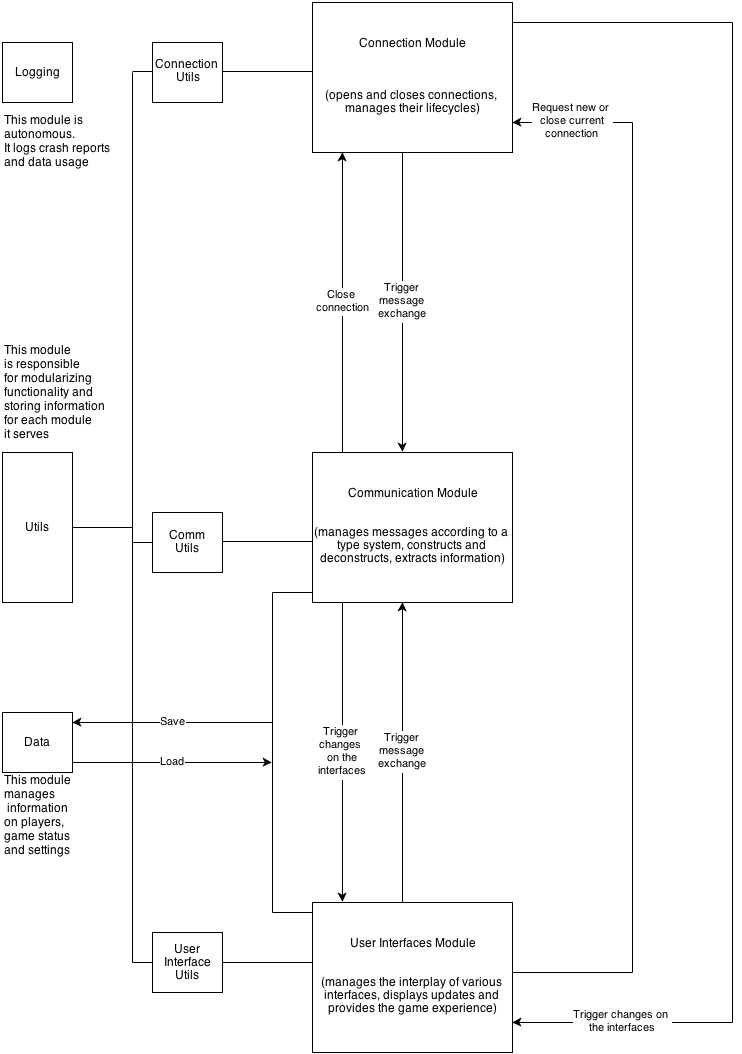 Connection Module
(opens and closes connections,
manages their lifecycles)
Logging
This module is
autonomous.
It logs crash reports
and data usage
Connection
Utils
Request new or
close current
connection
Close
connection
Trigger
message
exchange
This module
is responsible
for modularizing
functionality and
storing information
for each module
it serves
Utils
Comm
Utils
Communication Module
(manages messages according to a
type system, constructs and
deconstructs, extracts information)
Save
Load
Data
This module
manages
information
on players,
game status
and settings
Trigger
changes
on the
interfaces
Trigger
message
exchange
User
Interface
Utils
User Interfaces Module
(manages the interplay of various
interfaces, displays updates and
provides the game experience)
Trigger changes on
the interfaces